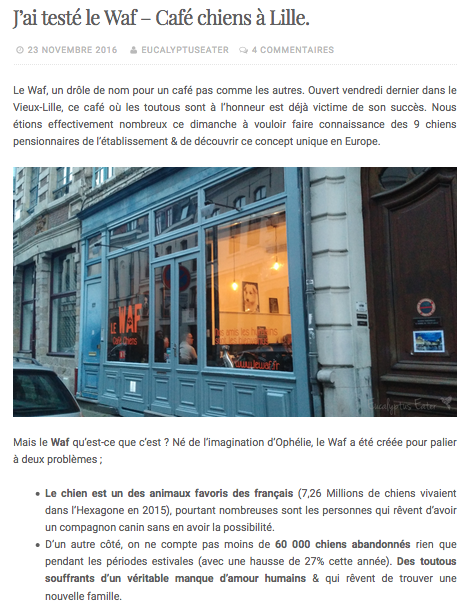 J'ai testé le Waf – Café chiens à Lille.
23 NOVEMBRE 2016 EUCALYPTUSEATER 4 COMMENTAIRES
Le Waf, un drôle de nom pour un café pas comme les autres. Ouvert vendredi dernier dans le
Vieux-Lille, ce café où les toutous sont à l'honneur est déjà victime de son succès. Nous
étions effectivement nombreux ce dimanche à vouloir faire connaissance des 9 chiens
pensionnaires de l'établissement & de découvrir ce concept unique en Europe.
LE WAF
Café Chiens
Eucalyptus Eater
Mais le Waf qu'est-ce que c'est ? Né de l'imagination d'Ophélie, le Waf a été créée pour palier
à deux problèmes ;
• Le chien est un des animaux favoris des français (7,26 Millions de chiens vivaient
dans l'Hexagone en 2015), pourtant nombreuses sont les personnes qui rêvent d'avoir
un compagnon canin sans en avoir la possibilité.
• D'un autre côté, on ne compte pas moins de 60 000 chiens abandonnés rien que
pendant les périodes estivales (avec une hausse de 27% cette année). Des toutous
souffrants d'un véritable manque d'amour humains & qui rêvent de trouver une
nouvelle famille.